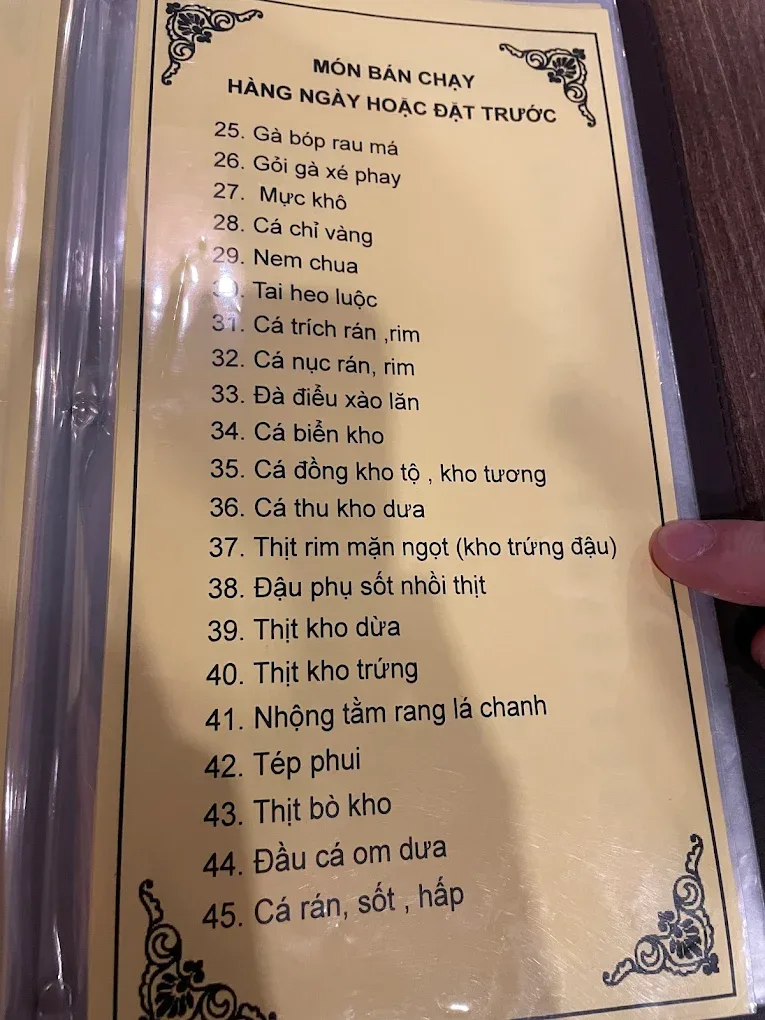 MÓN BÁN CHẠY
HÀNG NGÀY HOẶC ĐẶT TRƯỚC
25. Gà bóp rau má
26. Gỏi gà xé phay
27. Mực khô
28. Cá chỉ vàng
29. Nem chua
30. Tai heo luộc
31. Cá trích rán ,rim
32. Cá nục rán, rim
33. Đà điểu xào lăn
34. Cá biển kho
35. Cá đồng kho tộ , kho tương
36. Cá thu kho dưa
37. Thịt rim mặn ngọt (kho trứng đậu)
38. Đậu phụ sốt nhồi thịt
39. Thịt kho dừa
40. Thịt kho trứng
41. Nhộng tằm rang lá chanh
42. Tép phui
43. Thịt bò kho
44. Đầu cá om dưa
45. Cá rán, sốt , hấp